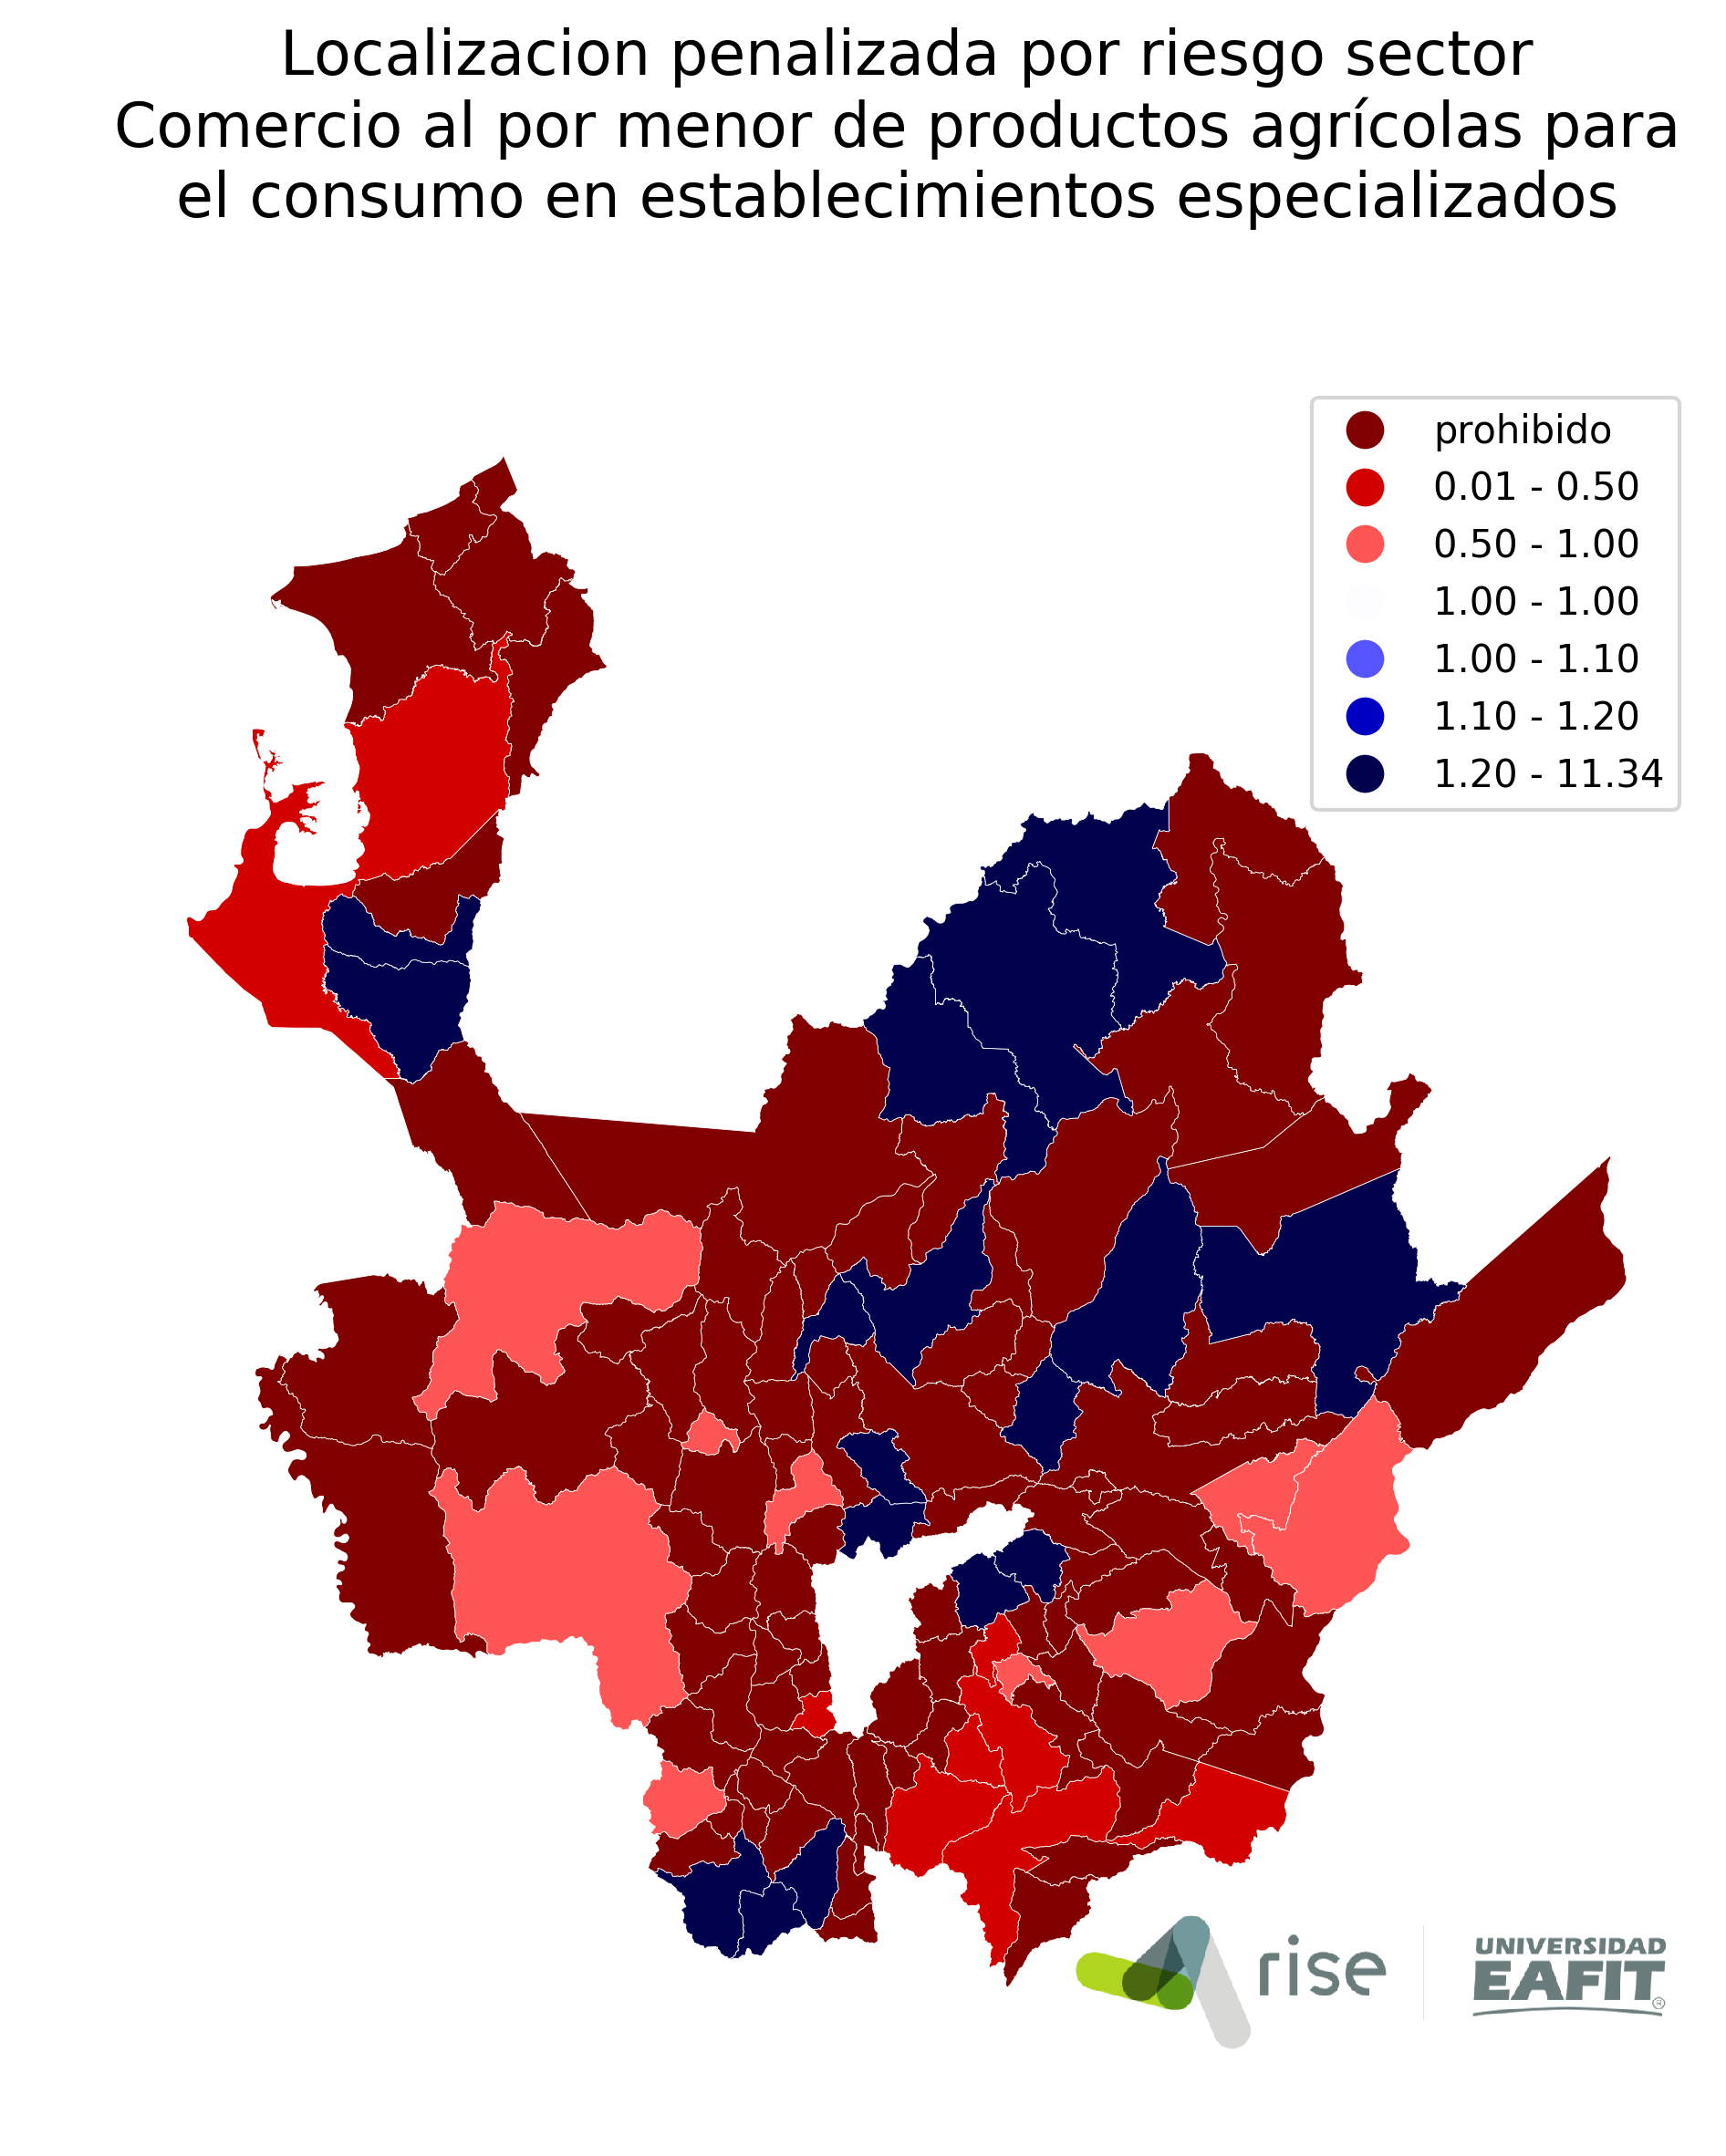 Localizacion penalizada por riesgo sector
Comercio al por menor de productos agrícolas para
el consumo en establecimientos especializados
prohibido
0.01 - 0.50
0.50 - 1.00
1.00 - 1.00
1.00 - 1.10
1.10 - 1.20
1.20 - 11.34
rise
UNIVERSIDAD
EAFIT®